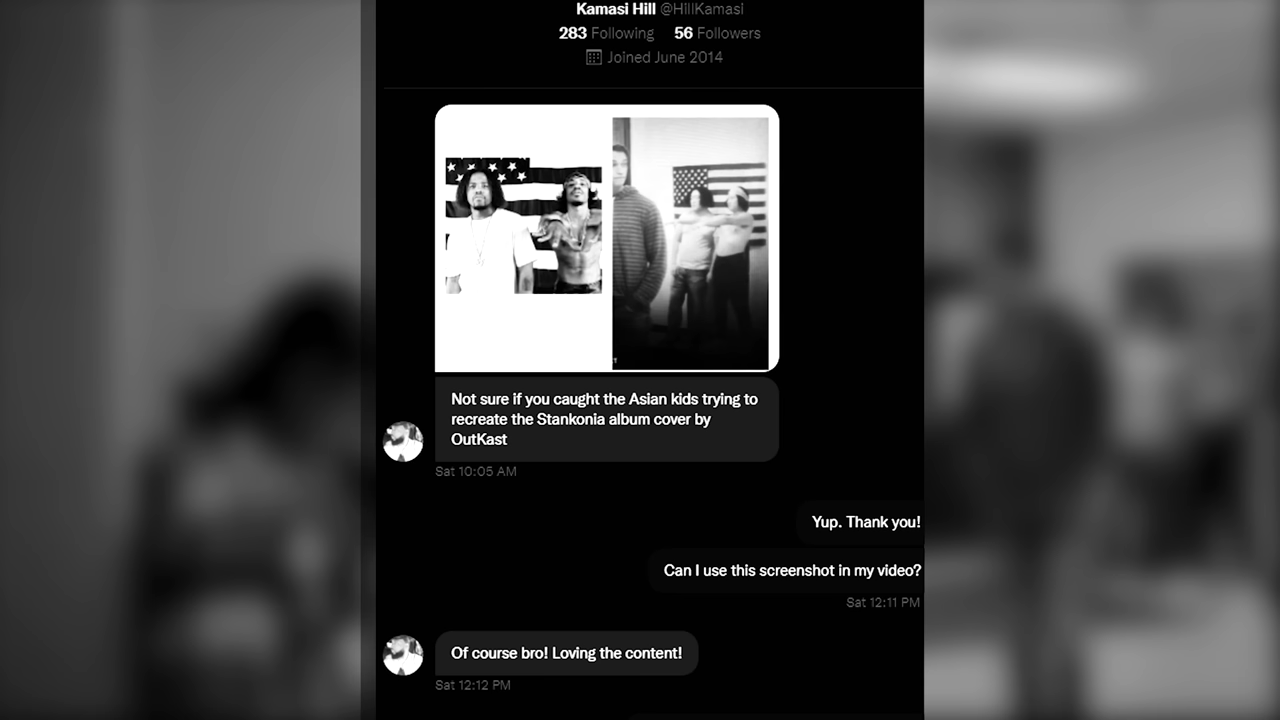 Kamasi Hill @HillKamasi
283 Following 56 Followers
Joined June 2014
Not sure if you caught the Asian kids trying to
recreate the Stankonia album cover by
OutKast
Sat 10:05 AM
Yup. Thank you!
Can I use this screenshot in my video?
Sat 12:11 PM
Of course bro! Loving the content!
Sat 12:12 PM